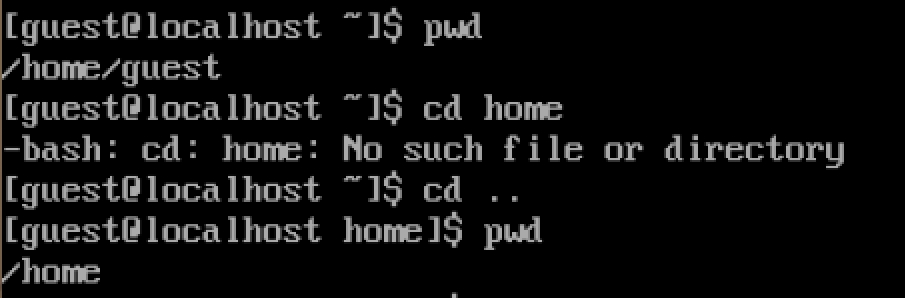 [guest@localhost ~]$ pwd
/home/guest
[guest@localhost ~]$ cd home
-bash: cd: home: No such file or directory
[guest@localhost ~]$ cd ..
[guest@localhost home]$ pwd
/home